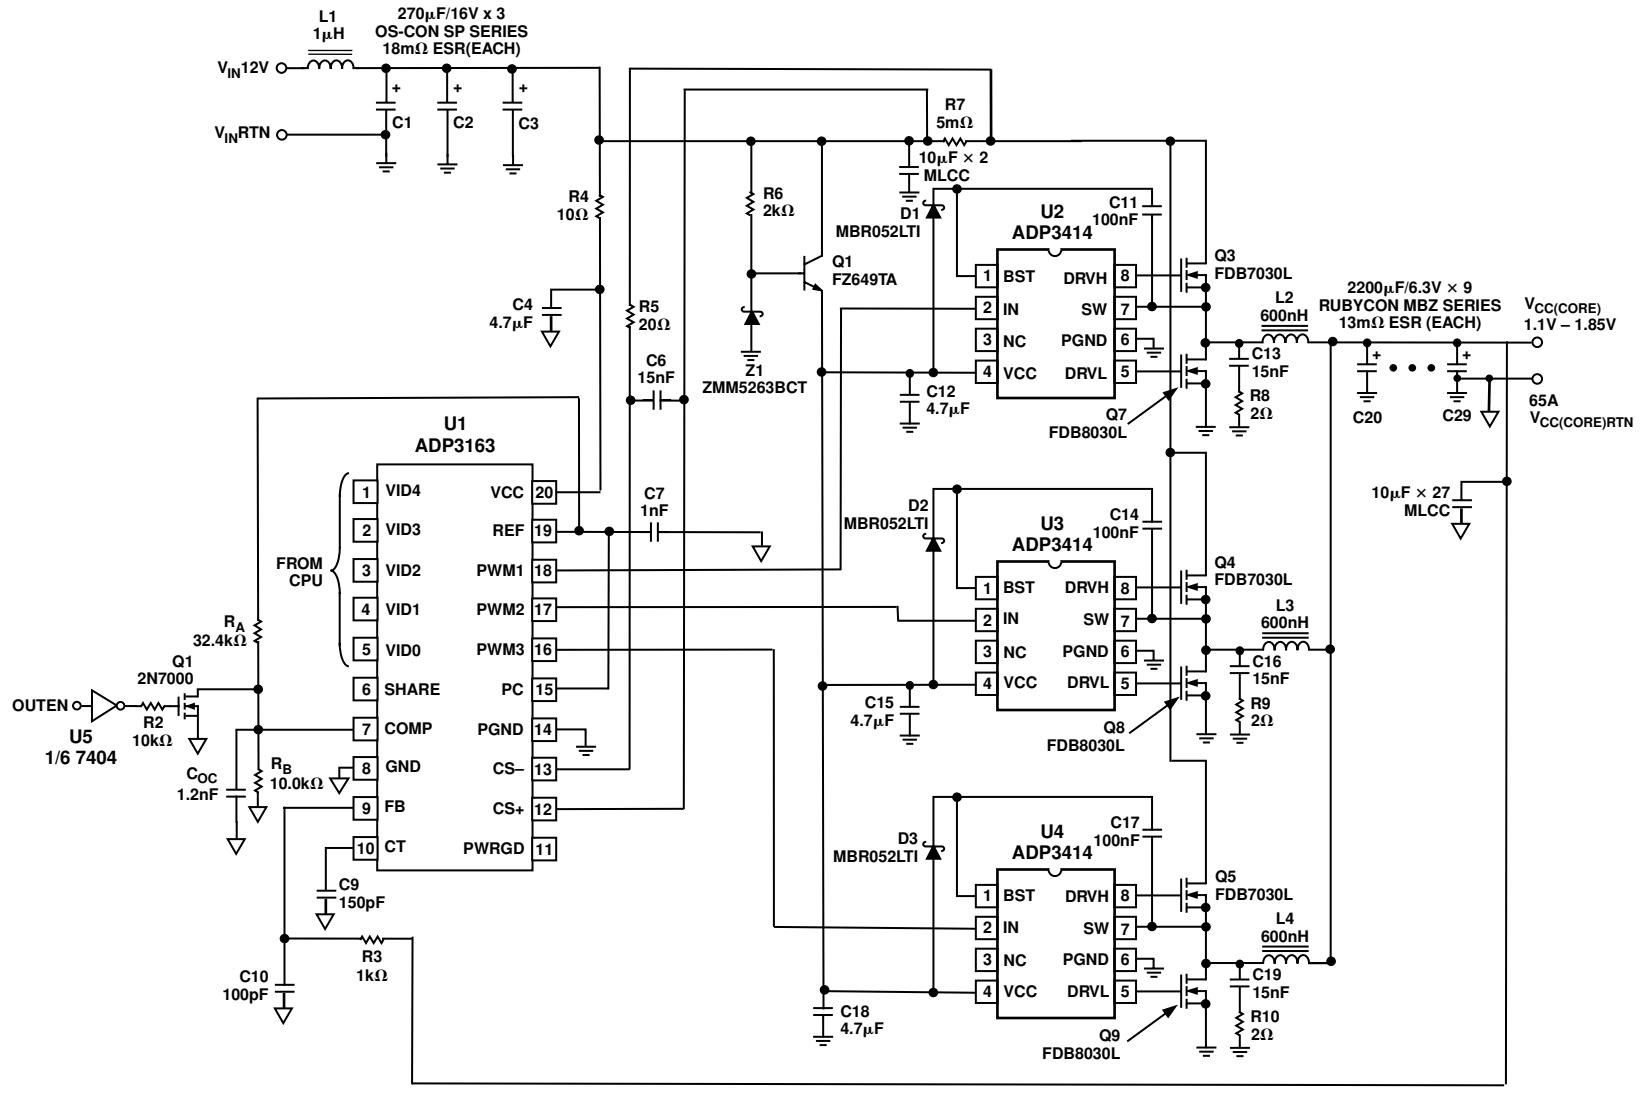 L1
1µH
270µF/16V x 3
OS-CON SP SERIES
18mΩ ESR(EACH)
VIN12V
VINRTN
+
C1
+
C2
+
C3
R4
10Ω
C4
4.7µF
R6
2kΩ
Q1
FZ649TA
Z1
ZMM5263BCT
R5
20Ω
C6
15nF
R7
5mΩ
10µF × 2
MLCC
D1
MBR052LTI
C11
100nF
U2
ADP3414
1 BST
2 IN
3 NC
4 VCC
DRVH 8
SW 7
PGND 6
DRVL 5
C12
4.7µF
Q3
FDB7030L
Q7
FDB8030L
L2
600nH
C13
15nF
R8
2Ω
2200µF/6.3V × 9
RUBYCON MBZ SERIES
13mΩ ESR (EACH)
VCC(CORE)
1.1V – 1.85V
+
C20
+
C29
65A
VCC(CORE)RTN
10µF × 27
MLCC
U1
ADP3163
FROM
CPU
1 VID4
2 VID3
3 VID2
4 VID1
5 VID0
6 SHARE
7 COMP
8 GND
9 FB
10 CT
VCC 20
REF 19
PWM1 18
PWM2 17
PWM3 16
PC 15
PGND 14
CS– 13
CS+ 12
PWRGD 11
C7
1nF
RA
32.4kΩ
Q1
2N7000
OUTEN
U5
1/6 7404
R2
10kΩ
COC
1.2nF
RB
10.0kΩ
C9
150pF
R3
1kΩ
C10
100pF
D2
MBR052LTI
C14
100nF
U3
ADP3414
1 BST
2 IN
3 NC
4 VCC
DRVH 8
SW 7
PGND 6
DRVL 5
C15
4.7µF
Q4
FDB7030L
Q8
FDB8030L
L3
600nH
C16
15nF
R9
2Ω
D3
MBR052LTI
C17
100nF
U4
ADP3414
1 BST
2 IN
3 NC
4 VCC
DRVH 8
SW 7
PGND 6
DRVL 5
C18
4.7µF
Q5
FDB7030L
Q9
FDB8030L
L4
600nH
C19
15nF
R10
2Ω